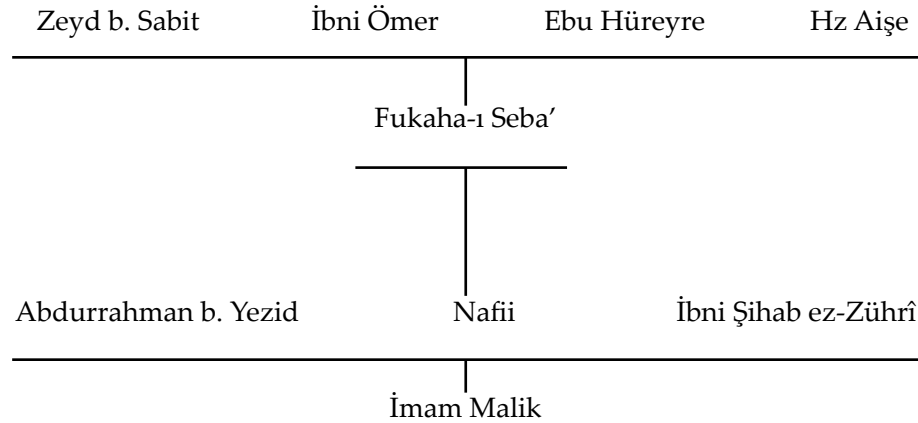 Zeyd b. Sabit İbni Ömer Ebu Hüreyre Hz Aişe
Fukaha-ı Seba’
Abdurrahman b. Yezid Nafii İbni Şihab ez-Zührî
İmam Malik